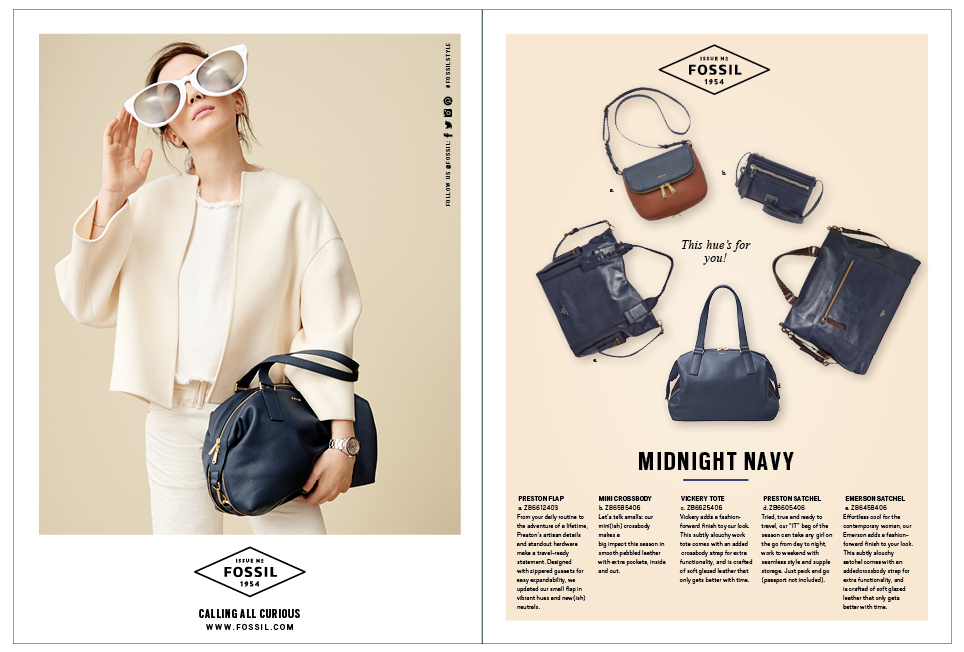 FOLLOW US @FOSSIL: #FOSSILSTYLE
ISSUE Nº
FOSSIL
1954
CALLING ALL CURIOUS
WWW.FOSSIL.COM
ISSUE Nº
FOSSIL
1954
a.
b.
This hue's for
you!
e.
d
MIDNIGHT NAVY
PRESTON FLAP
a. ZB6612403
From your daily routine to
the adventure of a lifetime,
Preston's artisan details
and standout hardware
make a travel-ready
statement. Designed
with zippered gussets for
easy expandability, we
updated our small flap in
vibrant hues and new(ish)
neutrals.
MINI CROSSBODY
b. ZB6585406
Let's talk smalls: our
mini(ish) crossbody
makes a
big impact this season in
smooth pebbled leather
with extra pockets, inside
and out.
VICKERY TOTE
c. ZB6625406
Vickery adds a fashion-
forward finish to your look.
This subtly slouchy work
tote comes with an added
crossbody strap for extra
functionality, and is crafted
of soft glazed leather that
only gets better with time.
PRESTON SATCHEL
d. ZB6605406
Tried, true and ready to
travel, our "IT" bag of the
season can take any girl on
the go from day to night,
work to weekend with
seamless style and supple
storage. Just pack and go
(passport not included).
EMERSON SATCHEL
e. ZB6458406
Effortless cool for the
contemporary woman, our
Emerson adds a fashion-
forward finish to your look.
This subtly slouchy
satchel comes with an
added crossbody strap for
extra functionality, and
is crafted of soft glazed
leather that only gets
better with time.